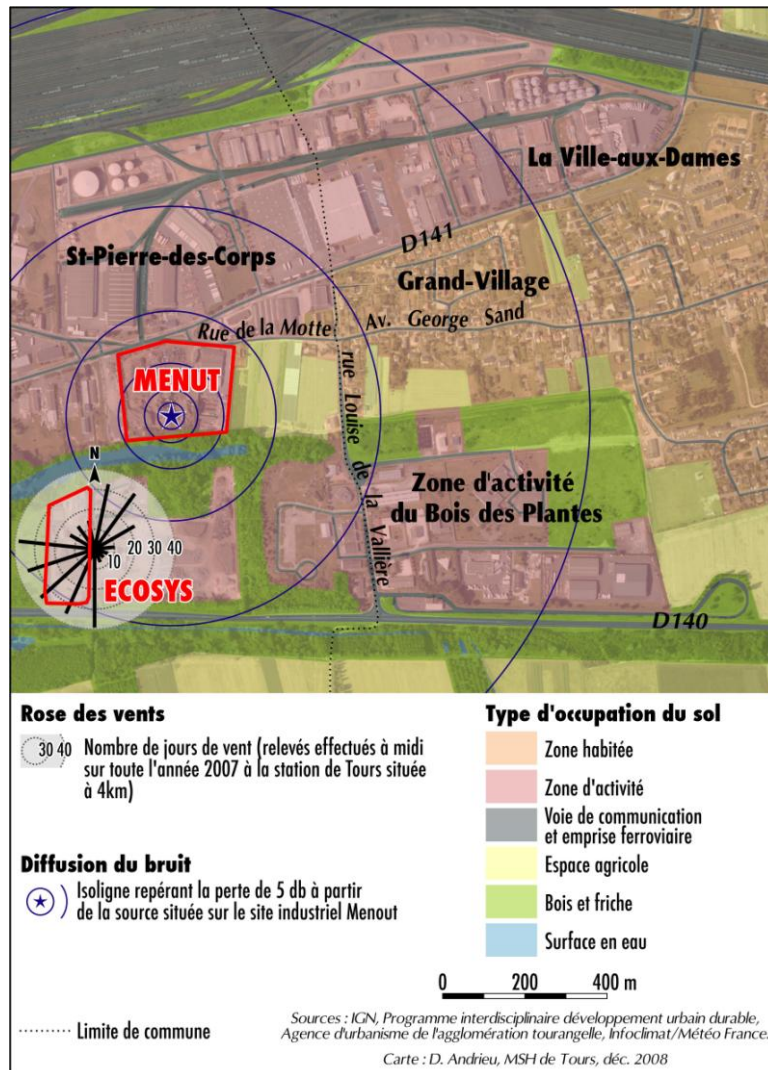 La Ville-aux-Dames
St-Pierre-des-Corps
D141
Grand-Village
Rue de la Motte
Av. George Sand
MENUT
rue Louise de la Vallière
N
Zone d'activité
du Bois des Plantes
10 20 30 40
ECOSYS
D140
Rose des vents
30 40
Nombre de jours de vent (relevés effectués à midi
sur toute l'année 2007 à la station de Tours située
à 4km)
Diffusion du bruit
Isoligne repérant la perte de 5 db à partir
de la source située sur le site industriel Menout
Limite de commune
Type d'occupation du sol
Zone habitée
Zone d'activité
Voie de communication
et emprise ferroviaire
Espace agricole
Bois et friche
Surface en eau
0 200 400 m
Sources : IGN, Programme interdisciplinaire développement urbain durable,
Agence d'urbanisme de l'agglomération tourangelle, Infoclimat/Météo France.
Carte : D. Andrieu, MSH de Tours, déc. 2008